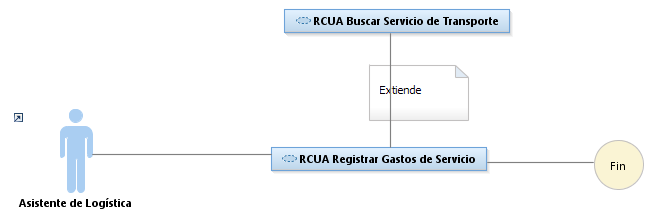 RCUA Buscar Servicio de Transporte
Extiende
RCUA Registrar Gastos de Servicio
Fin
Asistente de Logística